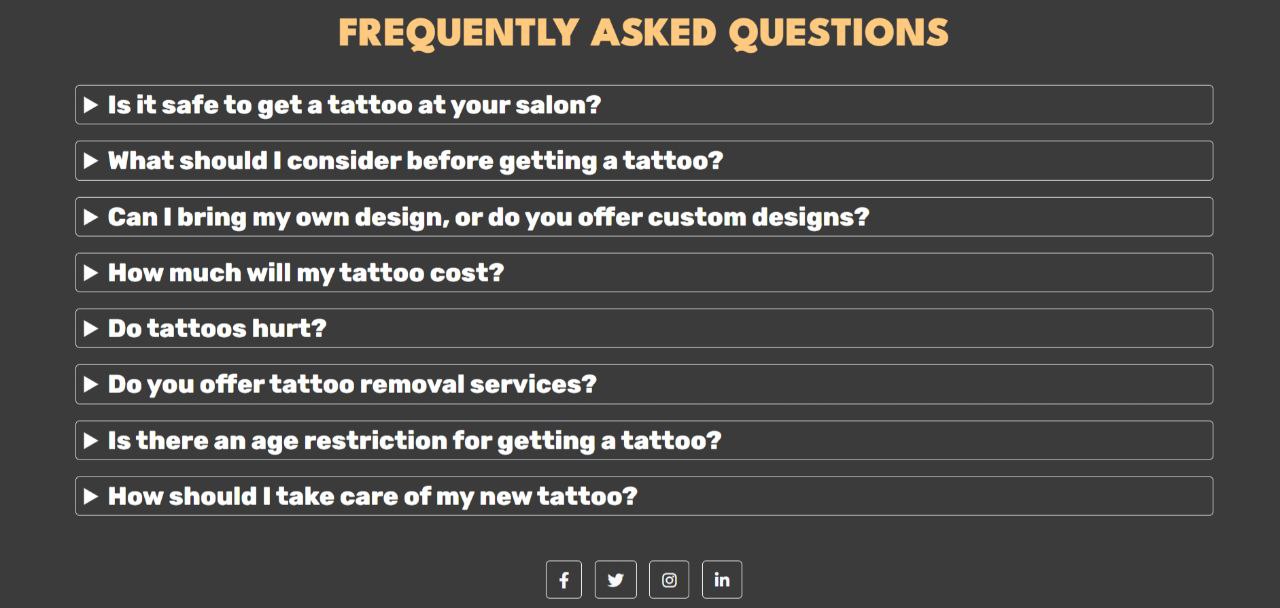 FREQUENTLY ASKED QUESTIONS
Is it safe to get a tattoo at your salon?
What should I consider before getting a tattoo?
Can I bring my own design, or do you offer custom designs?
How much will my tattoo cost?
Do tattoos hurt?
Do you offer tattoo removal services?
Is there an age restriction for getting a tattoo?
How should I take care of my new tattoo?